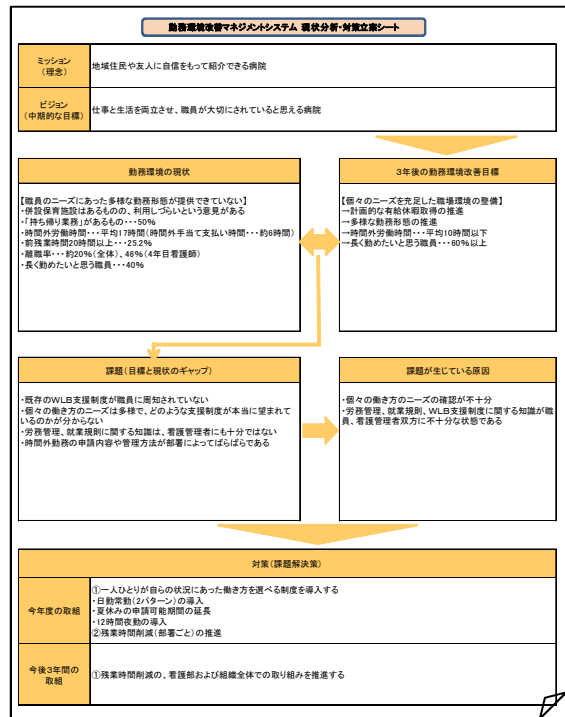 勤務環境改善マネジメントシステム 現状分析・対策立案シート
ミッション
(理念)
地域住民や友人に自信をもって紹介できる病院
ビジョン
(中期的な目標)
仕事と生活を両立させ、職員が大切にされていると思える病院
勤務環境の現状
【職員のニーズにあった多様な勤務形態が提供できていない】
・併設保育施設はあるものの、利用しづらいという意見がある
・「持ち帰り業務」があるもの・・・50%
・時間外労働時間・・・平均17時間(時間外手当て支払い時間・・・約6時間)
・前残業時間20時間以上・・・25.2%
・離職率・・・約20%(全体)、46%(4年目看護師)
・長く勤めたいと思う職員・・・40%
3年後の勤務環境改善目標
【個々のニーズを充足した職場環境の整備】
→計画的な有給休暇取得の推進
→多様な勤務形態の推進
→時間外労働時間・・・平均10時間以下
→長く勤めたいと思う職員・・・60%以上
課題(目標と現状のギャップ)
・既存のWLB支援制度が職員に周知されていない
・個々の働き方のニーズは多様で、どのような支援制度が本当に望まれて
いるのかが分からない
・労務管理、就業規則に関する知識は、看護管理者にも十分ではない
・時間外勤務の申請内容や管理方法が部署によってばらばらである
課題が生じている原因
・個々の働き方のニーズの確認が不十分
・労務管理、就業規則、WLB支援制度に関する知識が職
員、看護管理者双方に不十分な状態である
対策(課題解決策)
今年度の取組
①一人ひとりが自らの状況にあった働き方を選べる制度を導入する
・日勤常勤(2パターン)の導入
・夏休みの申請可能期間の延長
・12時間夜勤の導入
②残業時間削減(部署ごと)の推進
今後3年間の
取組
①残業時間削減の、看護部および組織全体での取り組みを推進する